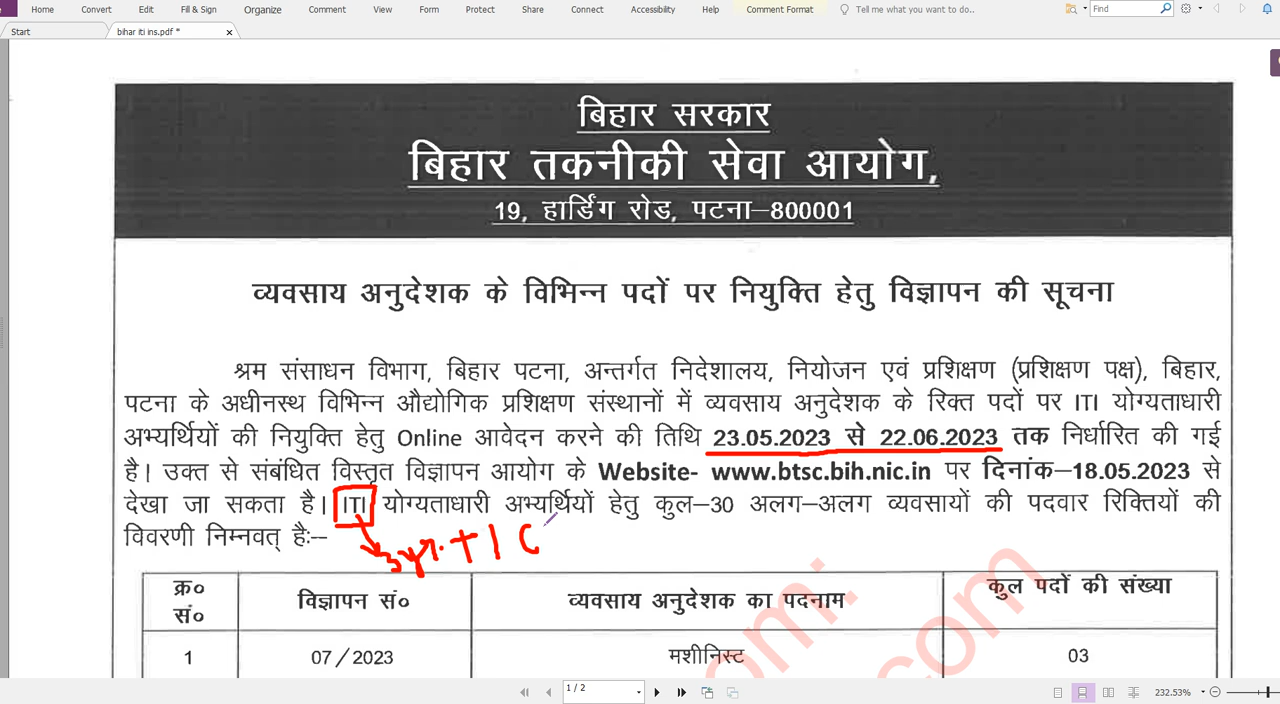 Home Convert Edit Fill & Sign Organize Comment View Form Protect Share Connect Accessibility Help Comment Format Tell me what you want to do.. Find
Start bihar iti ins.pdf *
बिहार सरकार
बिहार तकनीकी सेवा आयोग,
19, हार्डिंग रोड, पटना–800001
व्यवसाय अनुदेशक के विभिन्न पदों पर नियुक्ति हेतु विज्ञापन की सूचना
श्रम संसाधन विभाग, बिहार पटना, अन्तर्गत निदेशालय, नियोजन एवं प्रशिक्षण (प्रशिक्षण पक्ष), बिहार,
पटना के अधीनस्थ विभिन्न औद्योगिक प्रशिक्षण संस्थानों में व्यवसाय अनुदेशक के रिक्त पदों पर ITI योग्यताधारी
अभ्यर्थियों की नियुक्ति हेतु Online आवेदन करने की तिथि 23.05.2023 से 22.06.2023 तक निर्धारित की गई
है। उक्त से संबंधित विस्तृत विज्ञापन आयोग के Website- www.btsc.bih.nic.in पर दिनांक–18.05.2023 से
देखा जा सकता है। ITI योग्यताधारी अभ्यर्थियों हेतु कुल–30 अलग–अलग व्यवसायों की पदवार रिक्तियों की
विवरणी निम्नवत् है:–
3yr. + 1 C
क्र० सं० विज्ञापन सं० व्यवसाय अनुदेशक का पदनाम कुल पदों की संख्या
1 07/2023 मशीनिस्ट 03
1 / 2 232.53%